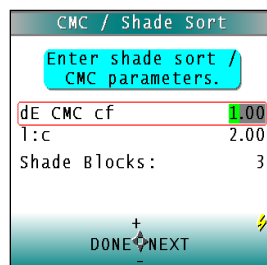 CMC / Shade Sort
Enter shade sort /
CMC parameters.
dE CMC cf 1.00
l:c 2.00
Shade Blocks: 3
+
DONE NEXT
-